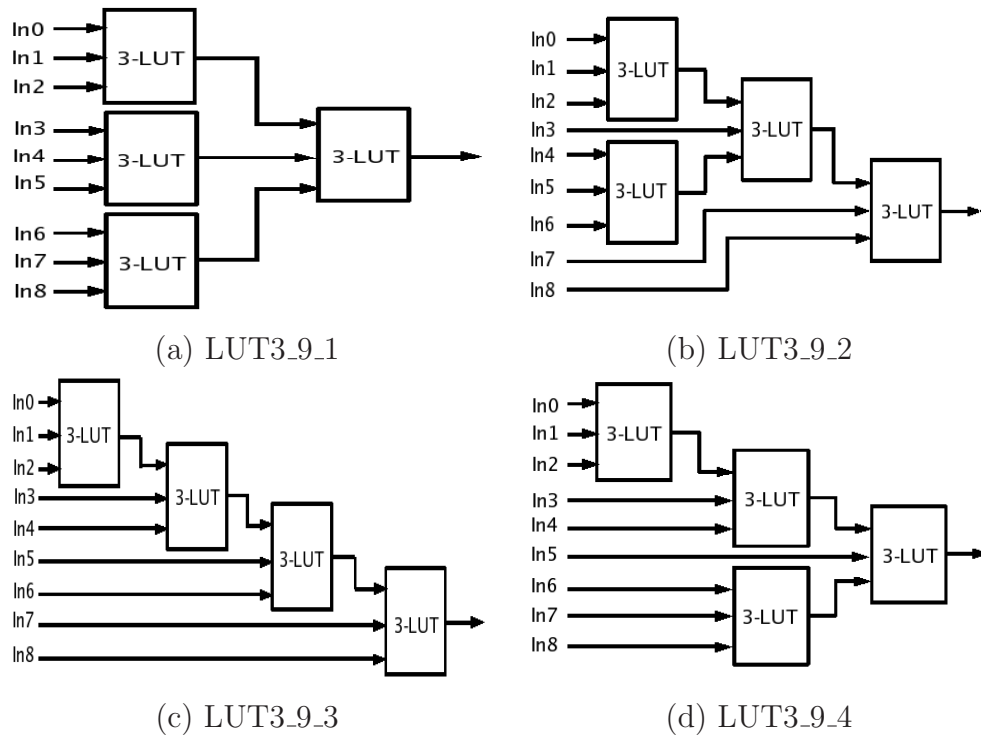 In0
In1
In2
3-LUT
In3
In4
In5
3-LUT
3-LUT
In6
In7
In8
3-LUT
(a) LUT3_9_1
In0
In1
In2
3-LUT
In3
3-LUT
In4
In5
In6
3-LUT
3-LUT
In7
In8
(b) LUT3_9_2
In0
In1
In2
3-LUT
In3
In4
3-LUT
In5
In6
3-LUT
In7
In8
3-LUT
(c) LUT3_9_3
In0
In1
In2
3-LUT
In3
In4
3-LUT
In5
3-LUT
In6
In7
In8
3-LUT
(d) LUT3_9_4